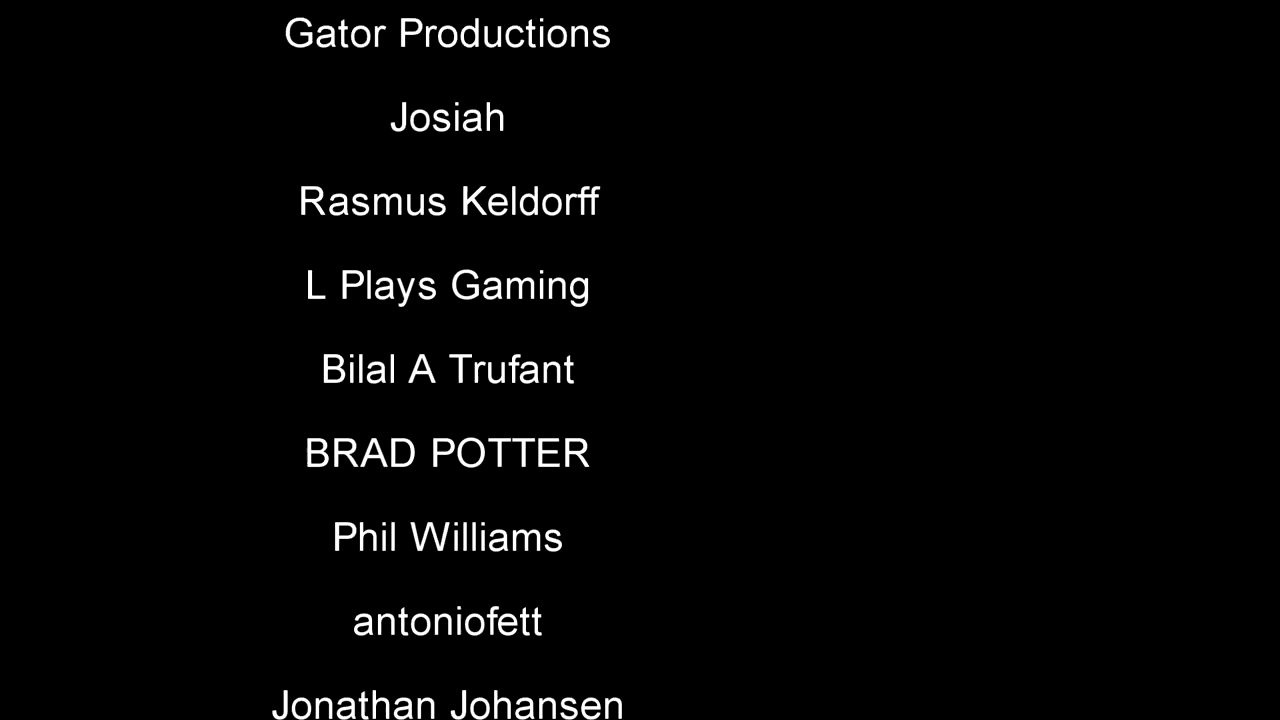 Gator Productions
Josiah
Rasmus Keldorff
L Plays Gaming
Bilal A Trufant
BRAD POTTER
Phil Williams
antoniofett
Jonathan Johansen